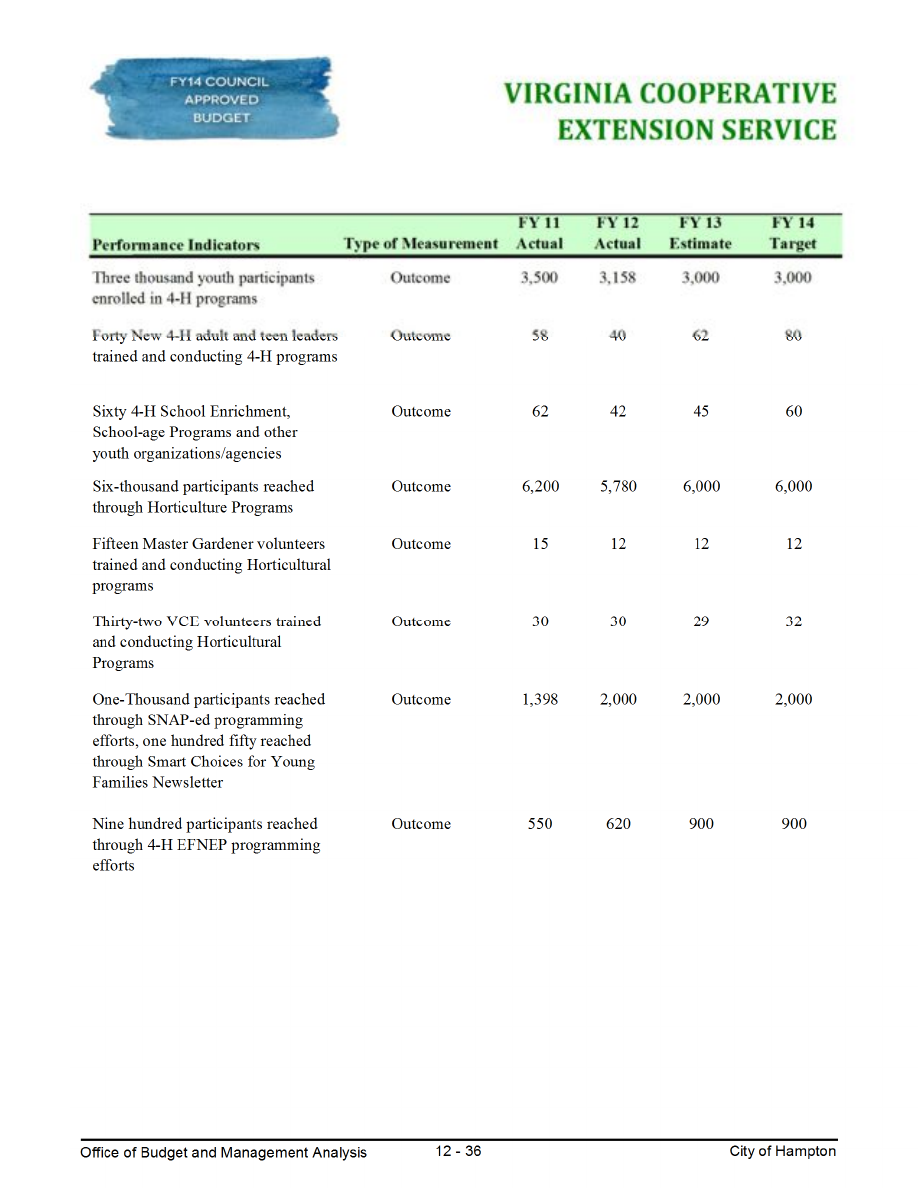 FY14 COUNCIL
APPROVED
BUDGET
VIRGINIA COOPERATIVE
EXTENSION SERVICE
FY 11 FY 12 FY 13 FY 14
Performance Indicators Type of Measurement Actual Actual Estimate Target
Three thousand youth participants Outcome 3,500 3,158 3,000 3,000
enrolled in 4-H programs
Forty New 4-H adult and teen leaders Outcome 58 40 62 80
trained and conducting 4-H programs
Sixty 4-H School Enrichment, Outcome 62 42 45 60
School-age Programs and other
youth organizations/agencies
Six-thousand participants reached Outcome 6,200 5,780 6,000 6,000
through Horticulture Programs
Fifteen Master Gardener volunteers Outcome 15 12 12 12
trained and conducting Horticultural
programs
Thirty-two VCE volunteers trained Outcome 30 30 29 32
and conducting Horticultural
Programs
One-Thousand participants reached Outcome 1,398 2,000 2,000 2,000
through SNAP-ed programming
efforts, one hundred fifty reached
through Smart Choices for Young
Families Newsletter
Nine hundred participants reached Outcome 550 620 900 900
through 4-H EFNEP programming
efforts
Office of Budget and Management Analysis 12 - 36 City of Hampton